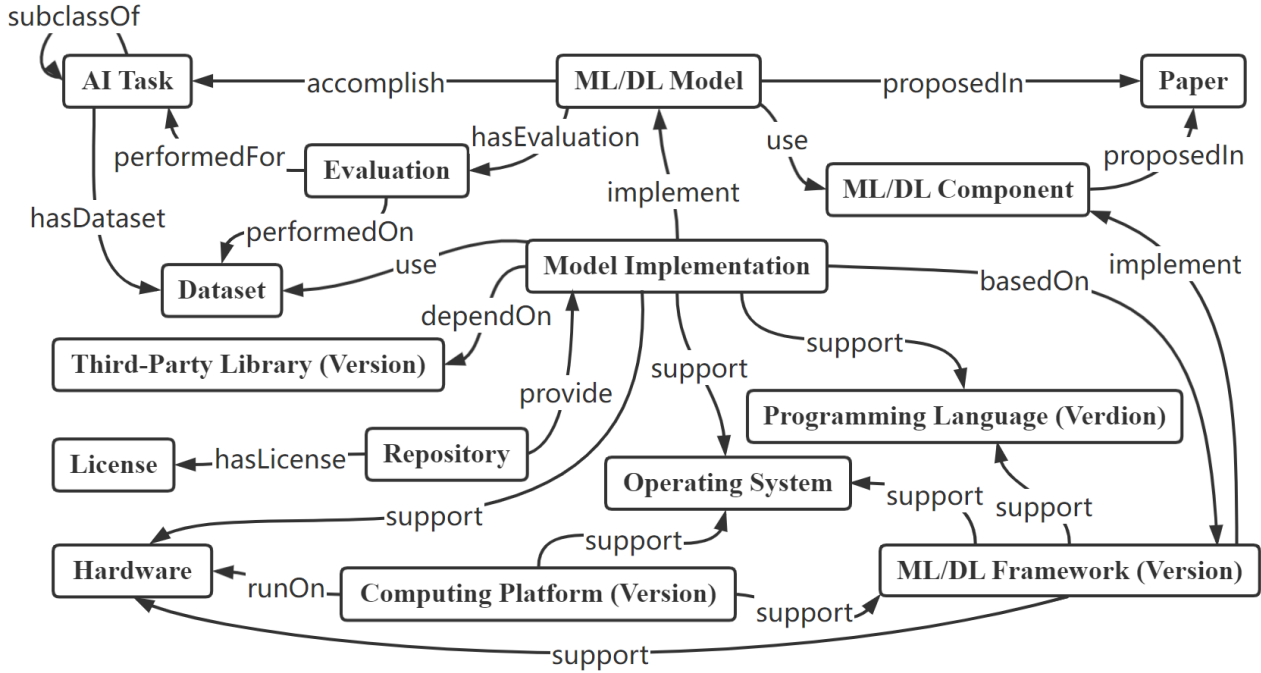 subclassOf
AI Task
accomplish
ML/DL Model
proposedIn
Paper
hasEvaluation
use
performedFor
Evaluation
proposedIn
implement
ML/DL Component
hasDataset
performedOn
use
Model Implementation
implement
basedOn
Dataset
dependOn
support
Third-Party Library (Version)
support
provide
Programming Language (Verdion)
License
hasLicense
Repository
Operating System
support
support
support
support
Hardware
runOn
Computing Platform (Version)
ML/DL Framework (Version)
support
support